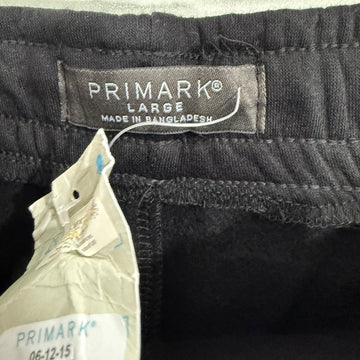 PRIMARK®
LARGE
MADE IN BANGLADESH
PRIMARK®
06-12-15